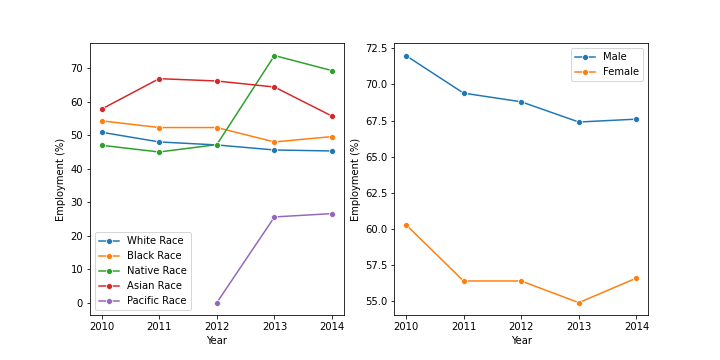 70
60
50
40
30
20
10
0
Employment (%)
2010 2011 2012 2013 2014
Year
White Race
Black Race
Native Race
Asian Race
Pacific Race
72.5
70.0
67.5
65.0
62.5
60.0
57.5
55.0
Employment (%)
2010 2011 2012 2013 2014
Year
Male
Female